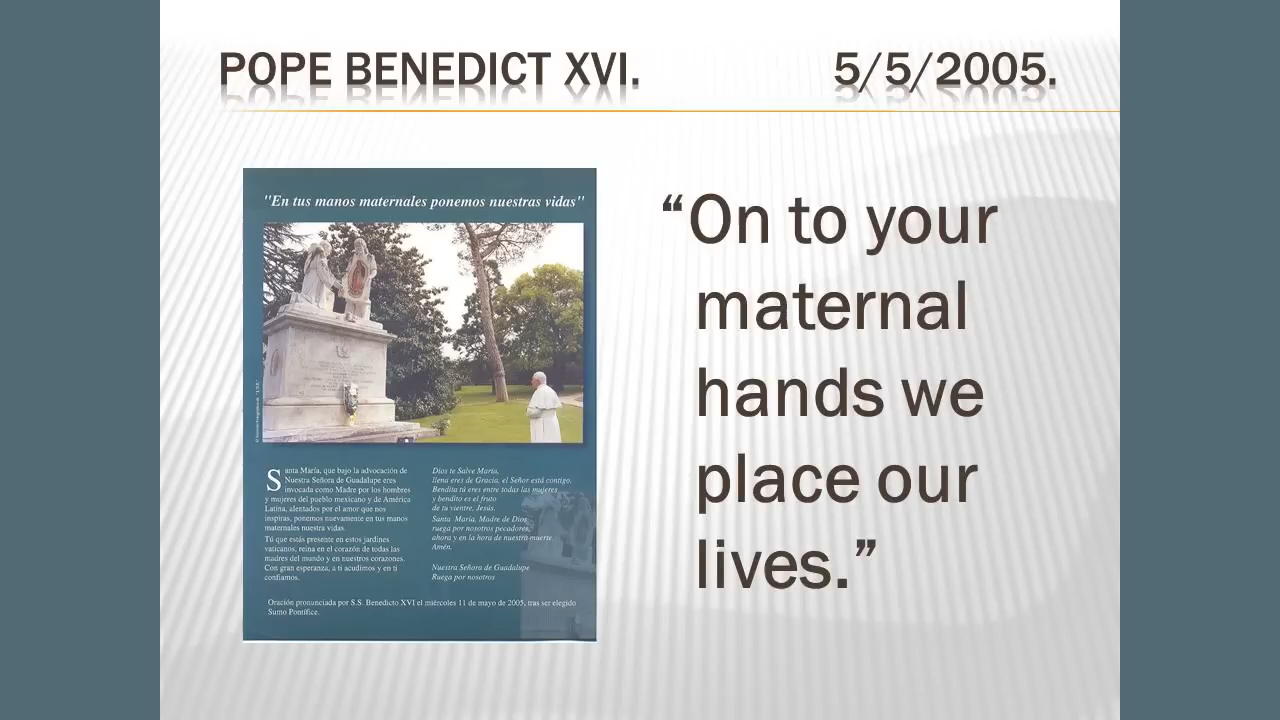 POPE BENEDICT XVI. 5/5/2005.
"En tus manos maternales ponemos nuestras vidas"
Santa María, que bajo la advocación de
Nuestra Señora de Guadalupe eres
invocada como Madre por los hombres
y mujeres del pueblo mexicano y de América
Latina, alentados por el amor que nos
inspiras, ponemos nuevamente en tus manos
maternales nuestra vidas.
Tú que estás presente en estos jardines
vaticanos, reina en el corazón de todas las
madres del mundo y en nuestros corazones.
Con gran esperanza, a ti acudimos y en ti
confiamos.
Dios te Salve María,
llena eres de Gracia, el Señor está contigo.
Bendita tú eres entre todas las mujeres
y bendito es el fruto
de tu vientre, Jesús.
Santa María, Madre de Dios,
ruega por nosotros pecadores,
ahora y en la hora de nuestra muerte
Amén.
Nuestra Señora de Guadalupe
Ruega por nosotros
Oración pronunciada por S.S. Benedicto XVI el miércoles 11 de mayo de 2005, tras ser elegido
Sumo Pontífice.
“On to your
maternal
hands we
place our
lives.”